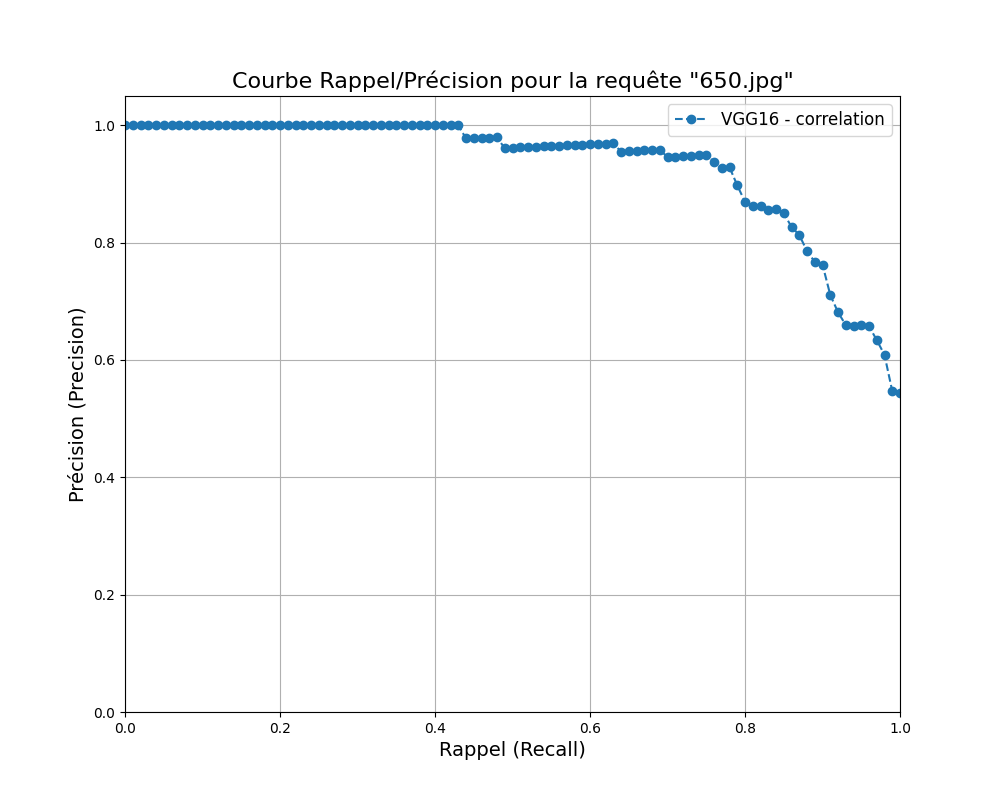 Courbe Rappel/Précision pour la requête "650.jpg"
VGG16 - correlation
1.0
0.8
0.6
0.4
0.2
0.0
Précision (Precision)
0.0 0.2 0.4 0.6 0.8 1.0
Rappel (Recall)